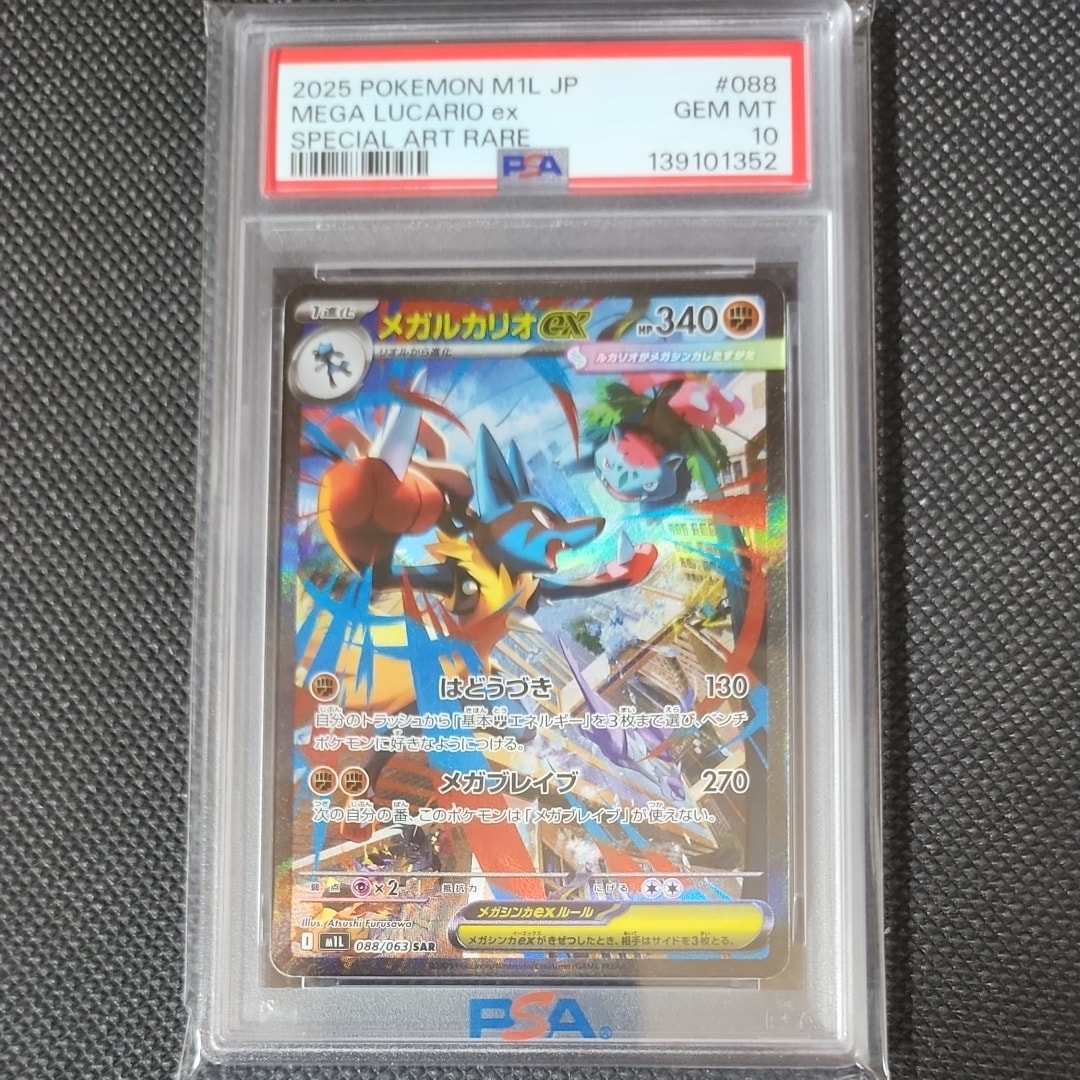 2025 POKEMON M1L JP #088
MEGA LUCARIO ex GEM MT
SPECIAL ART RARE 10
PSA 139101352
1進化 メガルカリオex HP340
リオルから進化 ルカリオがメガシンカしたすがた
はどうづき 130
自分のトラッシュから「基本エネルギー」を3枚まで選び、ベンチ
ポケモンに好きなようにつける。
メガブレイブ 270
次の自分の番、このポケモンは「メガブレイブ」が使えない。
弱点 ×2 抵抗力 にげる
Illus. Atsushi Furusawa
メガシンカexルール
メガシンカexがきぜつしたとき、相手はサイドを3枚とる。
I M1L 088/063 SAR
PSA®